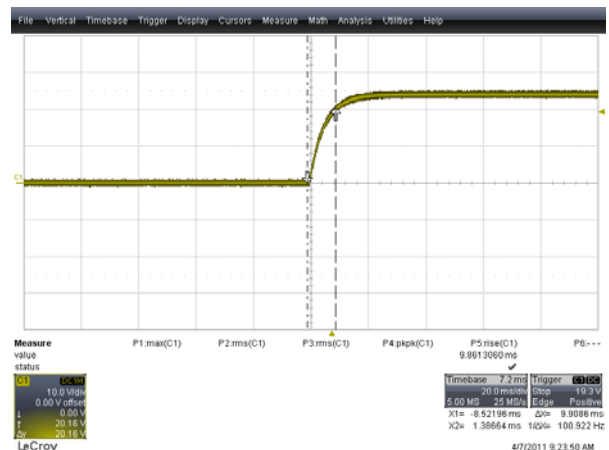 File Vertical Timebase Trigger Display Cursors Measure Math Analysis Utilities Help
C1
Measure P1:max(C1) P2:rms(C1) P3:rms(C1) P4:pkpk(C1) P5:rise(C1) P6:---
value 9.8613060 ms
status
C1 DC1M
10.0 V/div
0.00 V offset
0.00 V
20.16 V
Δy 20.16 V
Timebase 7.2 ms
20.0 ms/div
5.00 MS 25 MS/s
Trigger C1 DC
Stop 19.3 V
Edge Positive
X1= -8.52196 ms ΔX= 9.9086 ms
X2= 1.38664 ms 1/ΔX= 100.922 Hz
LeCroy
4/7/2011 9:23:50 AM